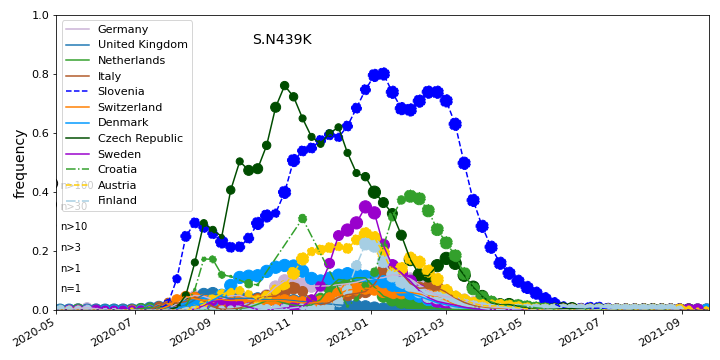 S.N439K
1.0
0.8
0.6
0.4
0.2
0.0
frequency
Germany
United Kingdom
Netherlands
Italy
Slovenia
Switzerland
Denmark
Czech Republic
Sweden
Croatia
Austria
Finland
n>100
n>30
n>10
n>3
n>1
n=1
2020-05
2020-07
2020-09
2020-11
2021-01
2021-03
2021-05
2021-07
2021-09